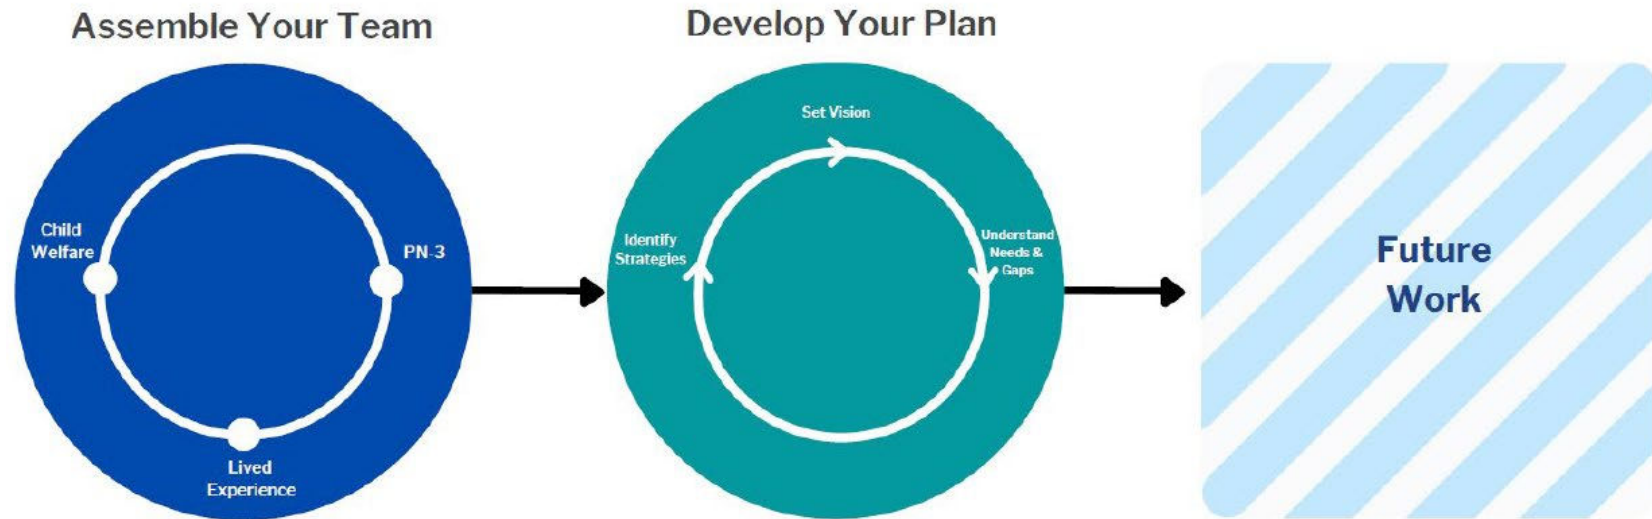 Assemble Your Team
Develop Your Plan
Child
Welfare
PN-3
Lived
Experience
Set Vision
Understand
Needs &
Gaps
Identify
Strategies
Future
Work